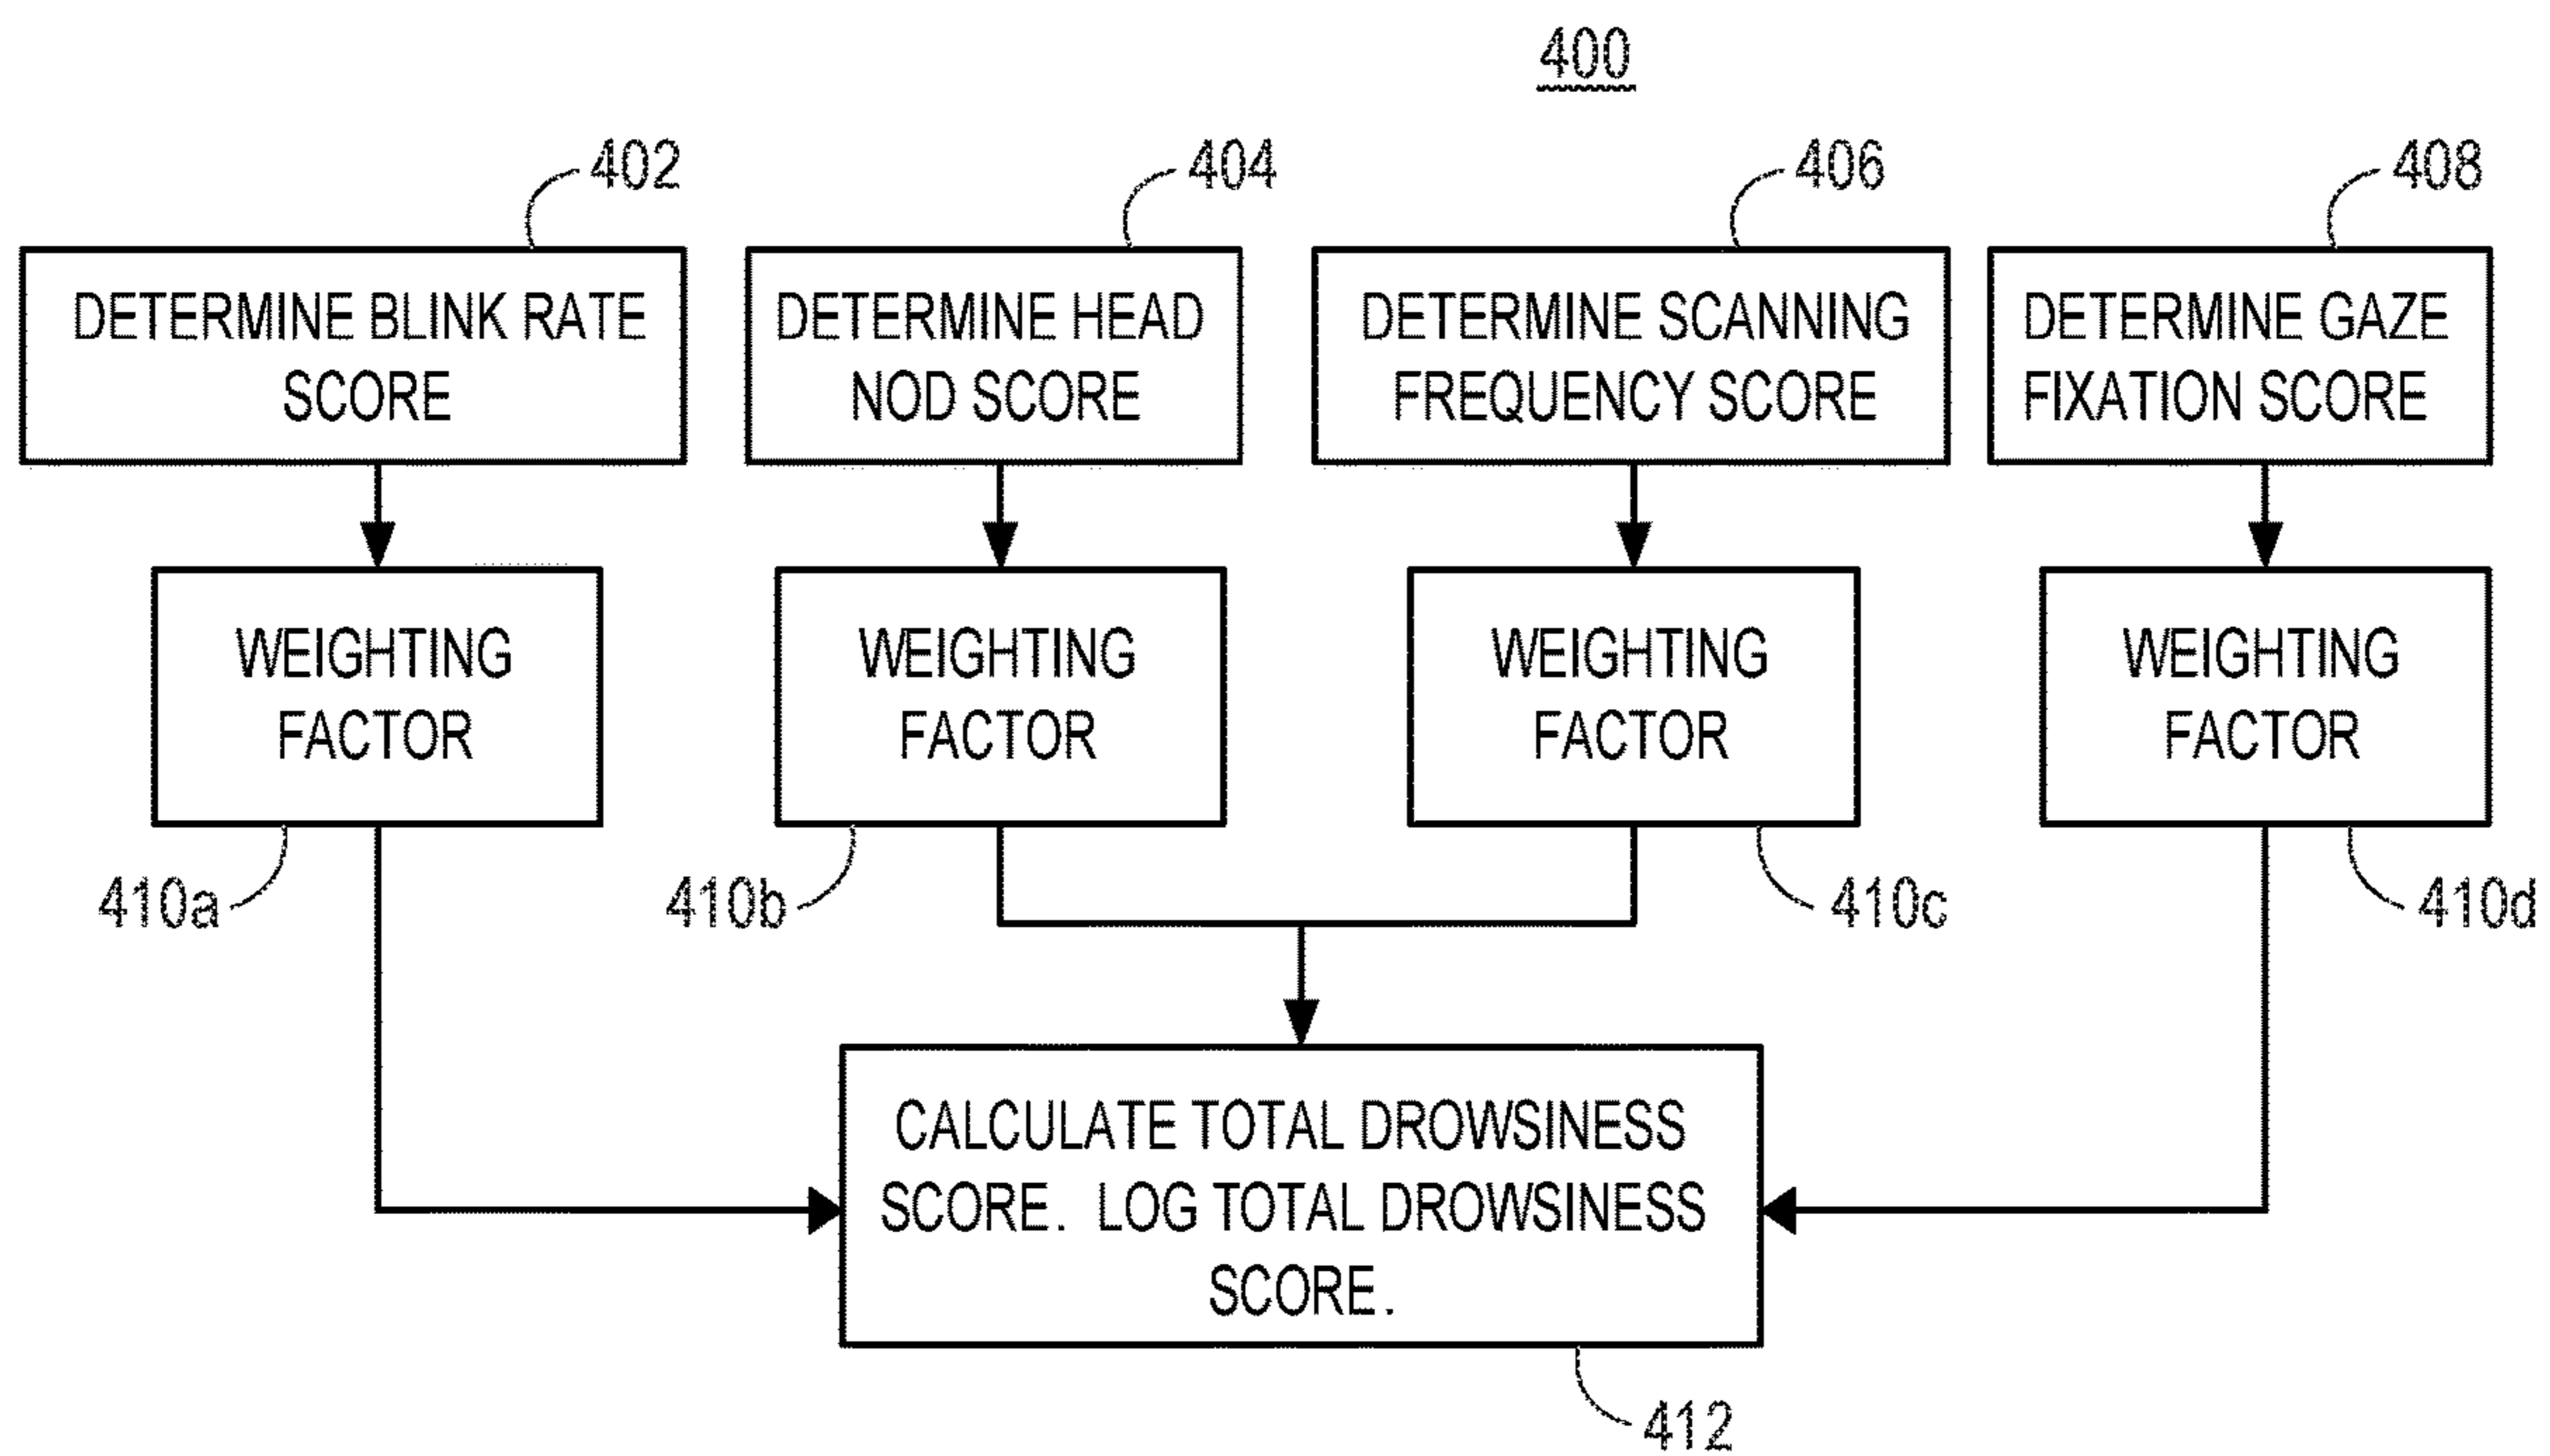 400
402
404
406
408
DETERMINE BLINK RATE
SCORE
DETERMINE HEAD
NOD SCORE
DETERMINE SCANNING
FREQUENCY SCORE
DETERMINE GAZE
FIXATION SCORE
WEIGHTING
FACTOR
WEIGHTING
FACTOR
WEIGHTING
FACTOR
WEIGHTING
FACTOR
410a
410b
410c
410d
CALCULATE TOTAL DROWSINESS
SCORE. LOG TOTAL DROWSINESS
SCORE.
412